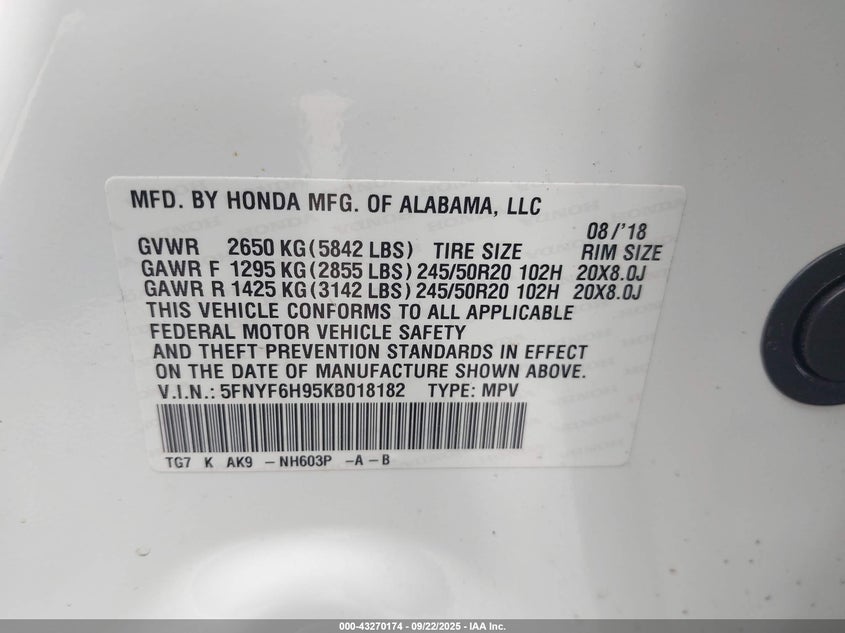 MFD. BY HONDA MFG. OF ALABAMA, LLC
08/'18
GVWR 2650 KG(5842 LBS) TIRE SIZE RIM SIZE
GAWR F 1295 KG(2855 LBS) 245/50R20 102H 20X8.0J
GAWR R 1425 KG(3142 LBS) 245/50R20 102H 20X8.0J
THIS VEHICLE CONFORMS TO ALL APPLICABLE
FEDERAL MOTOR VEHICLE SAFETY
AND THEFT PREVENTION STANDARDS IN EFFECT
ON THE DATE OF MANUFACTURE SHOWN ABOVE.
V.I.N.: 5FNYF6H95KB018182 TYPE: MPV
TG7 K AK9 -NH603P -A-B
000-43270174 - 09/22/2025 - IAA Inc.